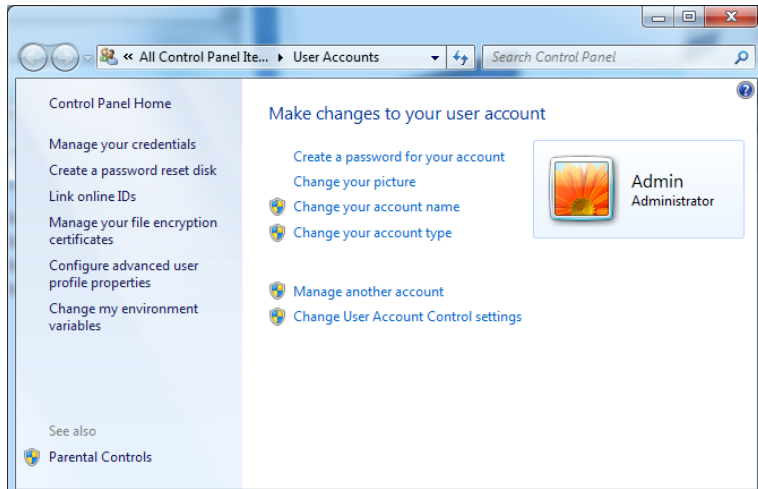 « All Control Panel Ite... ▸ User Accounts
Search Control Panel
Control Panel Home
Manage your credentials
Create a password reset disk
Link online IDs
Manage your file encryption
certificates
Configure advanced user
profile properties
Change my environment
variables
See also
Parental Controls
Make changes to your user account
Create a password for your account
Change your picture
Change your account name
Change your account type
Manage another account
Change User Account Control settings
Admin
Administrator